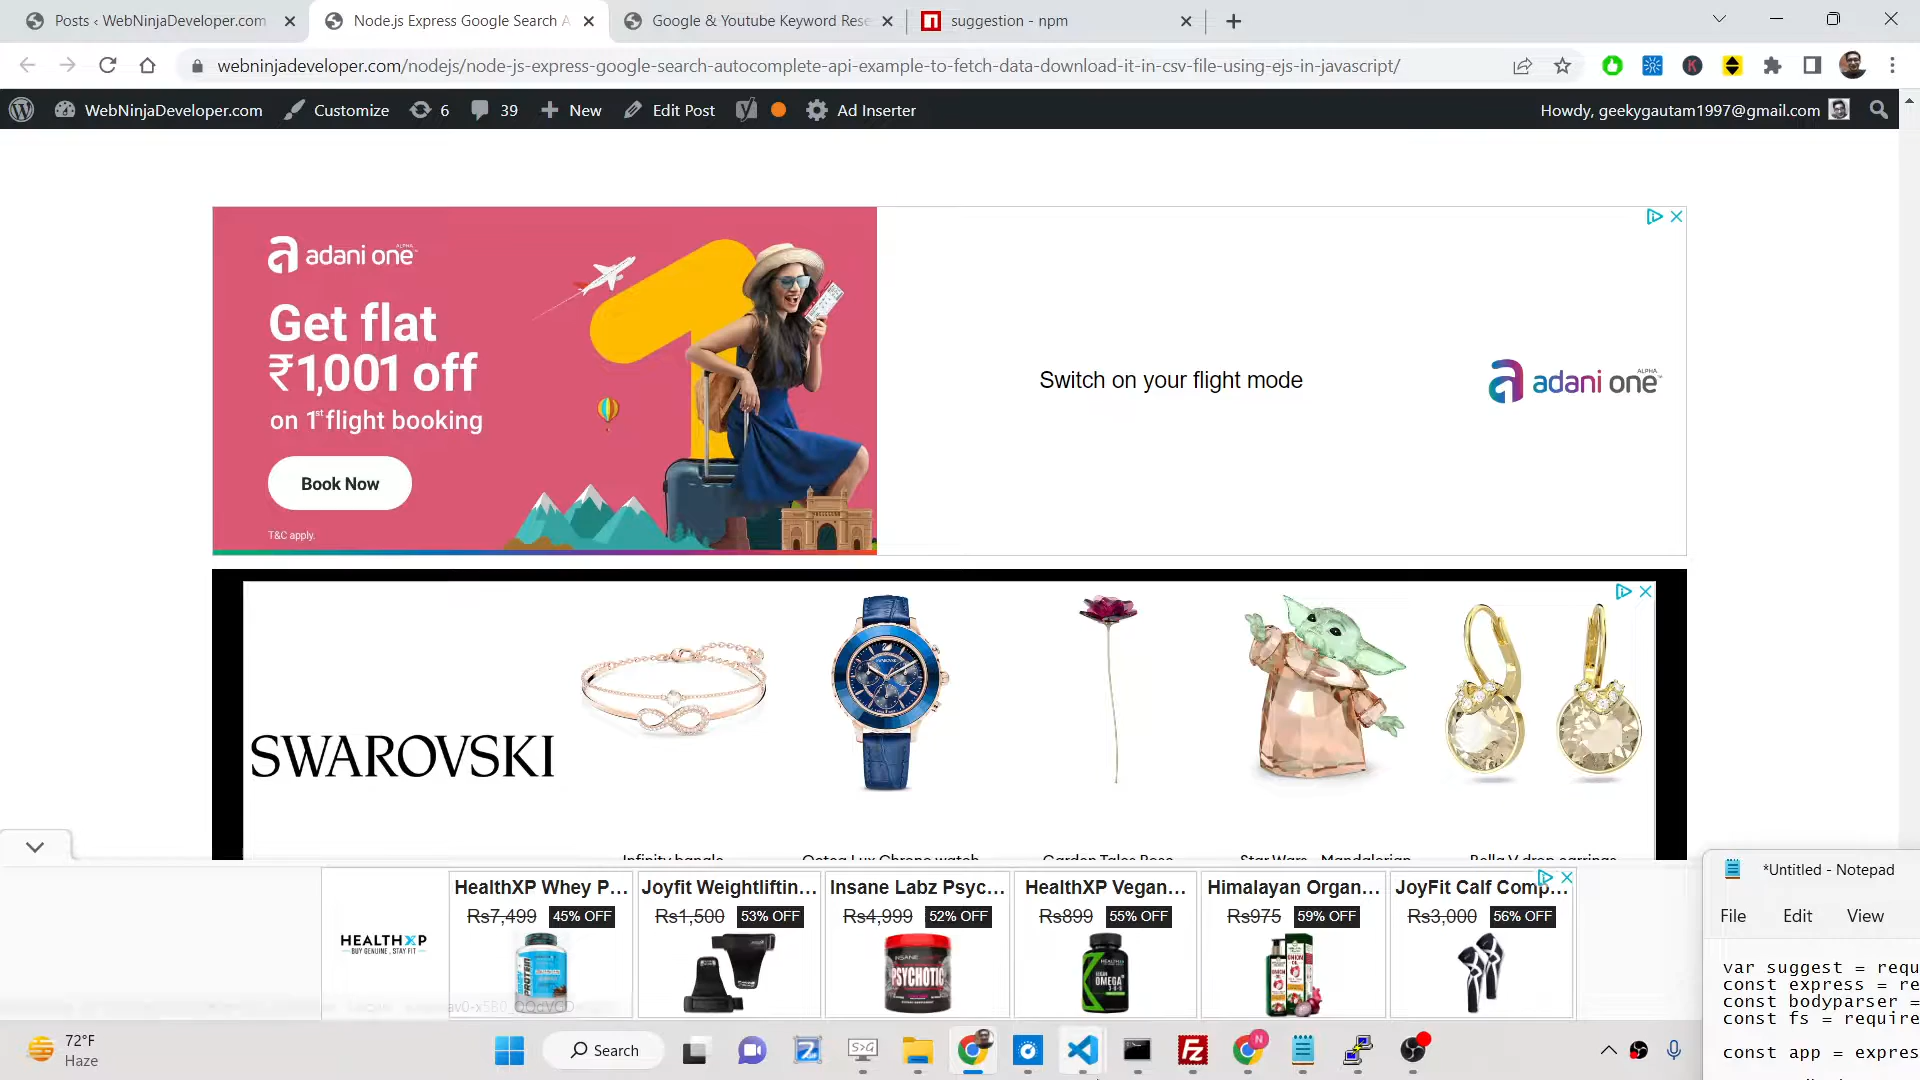 Posts ‹ WebNinjaDeveloper.com
Node.js Express Google Search A
Google & Youtube Keyword Rese
suggestion - npm
webninjadeveloper.com/nodejs/node-js-express-google-search-autocomplete-api-example-to-fetch-data-download-it-in-csv-file-using-ejs-in-javascript/
WebNinjaDeveloper.com
Customize
6
39
New
Edit Post
Ad Inserter
Howdy, geekygautam1997@gmail.com
adani one
ALPHA
Get flat
₹1,001 off
on 1st flight booking
Book Now
T&C apply.
Switch on your flight mode
adani one™
ALPHA
SWAROVSKI
Infinity bangle
Octea Lux Chrono watch
Garden Tales Rose
Star Wars - Mandalorian
Bella V drop earrings
HEALTHXP
BUY GENUINE , STAY FIT
HealthXP Whey P...
Rs7,499 45% OFF
Joyfit Weightliftin...
Rs1,500 53% OFF
Insane Labz Psyc...
Rs4,999 52% OFF
INSANE
PSYCHOTIC
HealthXP Vegan...
Rs899 55% OFF
OMEGA
Himalayan Organ...
Rs975 59% OFF
JoyFit Calf Comp...
Rs3,000 56% OFF
*Untitled - Notepad
File Edit View
var suggest = requ
const express = re
const bodyparser =
const fs = require
const app = expres
72°F
Haze
Search